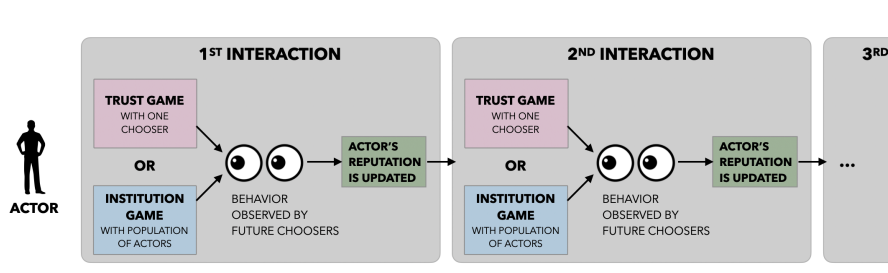 1ST INTERACTION
TRUST GAME
WITH ONE
CHOOSER
OR
INSTITUTION
GAME
WITH POPULATION
OF ACTORS
BEHAVIOR
OBSERVED BY
FUTURE CHOOSERS
ACTOR’S
REPUTATION
IS UPDATED
2ND INTERACTION
TRUST GAME
WITH ONE
CHOOSER
OR
INSTITUTION
GAME
WITH POPULATION
OF ACTORS
BEHAVIOR
OBSERVED BY
FUTURE CHOOSERS
ACTOR’S
REPUTATION
IS UPDATED
3RD
...
ACTOR